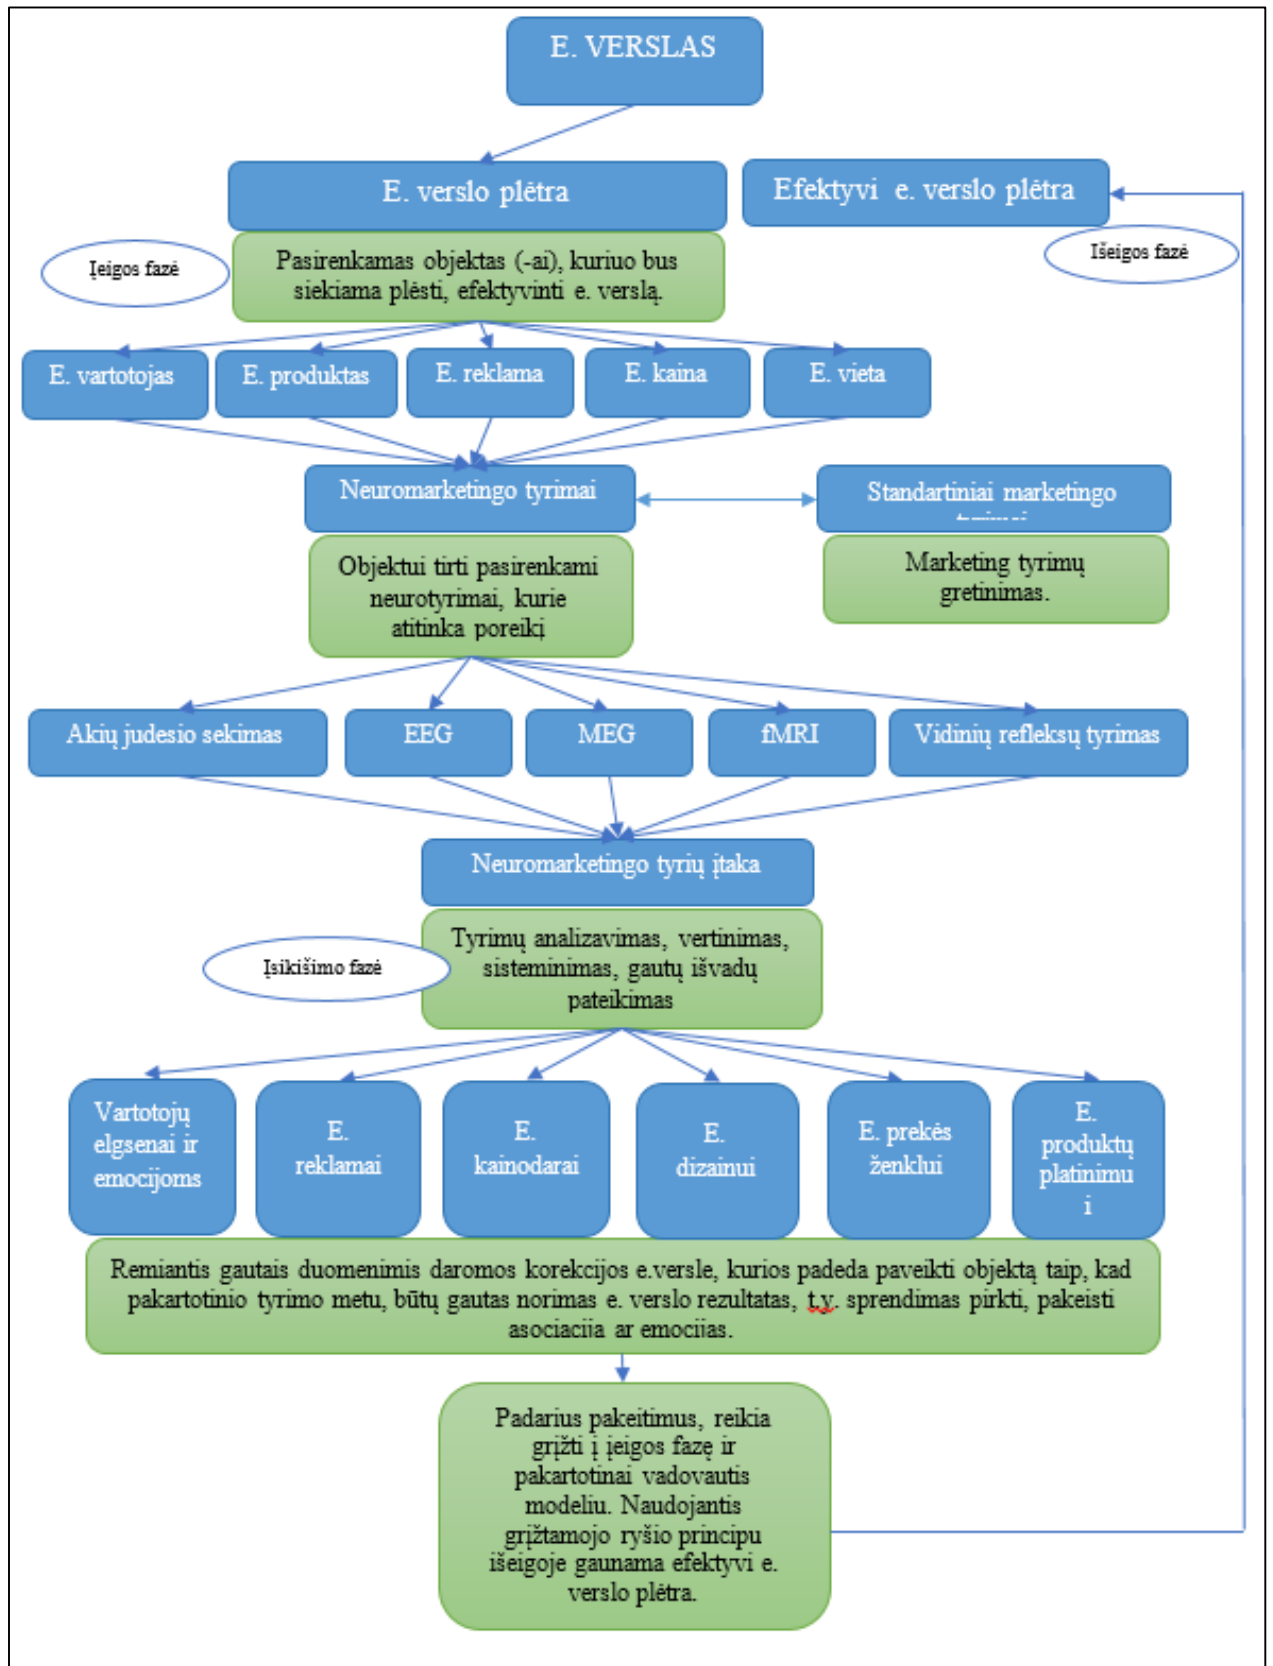 E. VERSLAS
E. verslo plėtra
Efektyvi e. verslo plėtra
Įeigos fazė
Pasirenkamas objektas (-ai), kuriuo bus
siekiama plėsti, efektyvinti e. verslą.
Išeigos fazė
E. vartotojas
E. produktas
E. reklama
E. kaina
E. vieta
Neuromarketingo tyrimai
Standartiniai marketingo
Objektui tirti pasirenkami
neurotyrimai, kurie
atitinka poreikį
Marketing tyrimų
gretinimas.
Akių judesio sekimas
EEG
MEG
fMRI
Vidinių refleksų tyrimas
Neuromarketingo tyrių įtaka
Įsikišimo fazė
Tyrimų analizavimas, vertinimas,
sisteminimas, gautų išvadų
pateikimas
Vartotojų
elgsenai ir
emocijoms
E.
reklamai
E.
kainodarai
E.
dizainui
E. prekės
ženklui
E.
produktų
platinimu
i
Remiantis gautais duomenimis daromos korekcijos e.versle, kurios padeda paveikti objektą taip, kad
pakartotinio tyrimo metu, būtų gautas norimas e. verslo rezultatas, t.y. sprendimas pirkti, pakeisti
asociaciją ar emocijas.
Padarius pakeitimus, reikia
grįžti į įeigos fazę ir
pakartotinai vadovautis
modeliu. Naudojantis
grįžtamojo ryšio principu
išeigoje gaunama efektyvi e.
verslo plėtra.